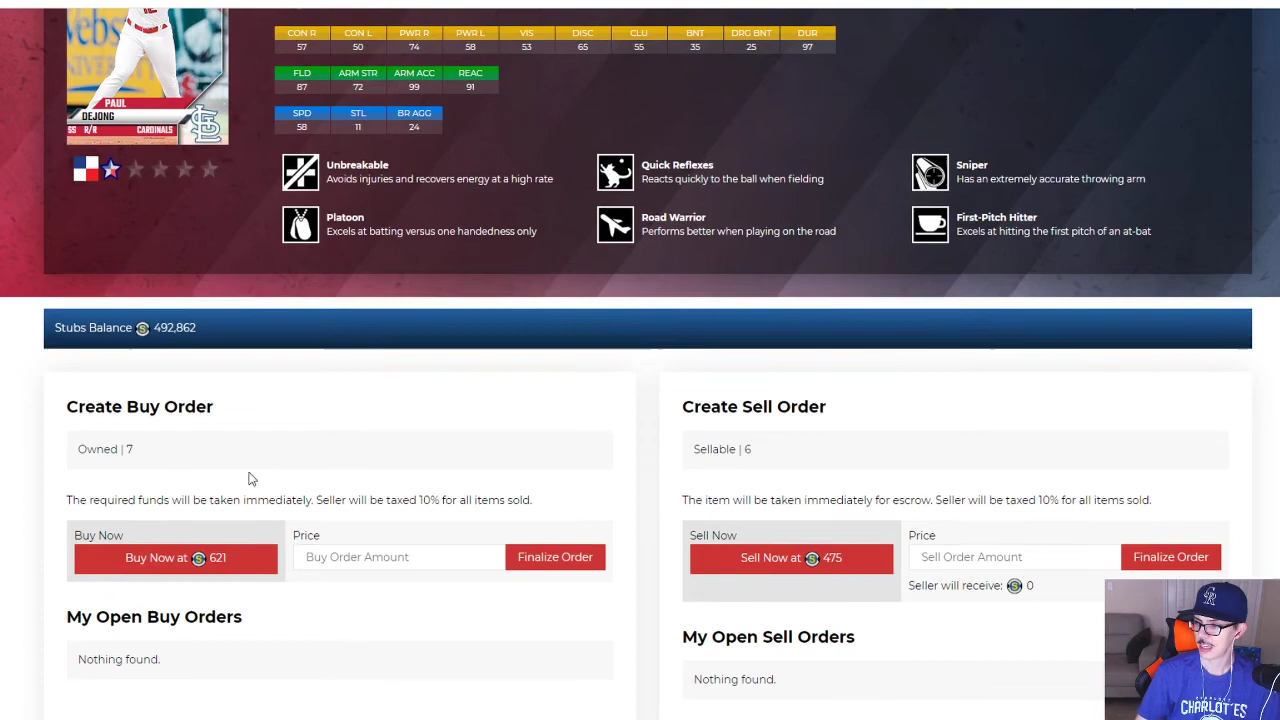 CON R CON L PWR R PWR L VIS DISC CLU BNT DRG BNT DUR
57 50 74 58 53 65 55 35 25 97
FLD ARM STR ARM ACC REAC
87 72 99 91
SPD STL BR AGG
58 11 24
PAUL
DEJONG
SS R/R CARDINALS
Unbreakable
Avoids injuries and recovers energy at a high rate
Quick Reflexes
Reacts quickly to the ball when fielding
Sniper
Has an extremely accurate throwing arm
Platoon
Excels at batting versus one handedness only
Road Warrior
Performs better when playing on the road
First-Pitch Hitter
Excels at hitting the first pitch of an at-bat
Stubs Balance 492,862
Create Buy Order
Owned | 7
The required funds will be taken immediately. Seller will be taxed 10% for all items sold.
Buy Now Price
Buy Now at 621 Buy Order Amount Finalize Order
My Open Buy Orders
Nothing found.
Create Sell Order
Sellable | 6
The item will be taken immediately for escrow. Seller will be taxed 10% for all items sold.
Sell Now Price
Sell Now at 475 Sell Order Amount Finalize Order
Seller will receive: 0
My Open Sell Orders
Nothing found.
CR
CHARLOTTES